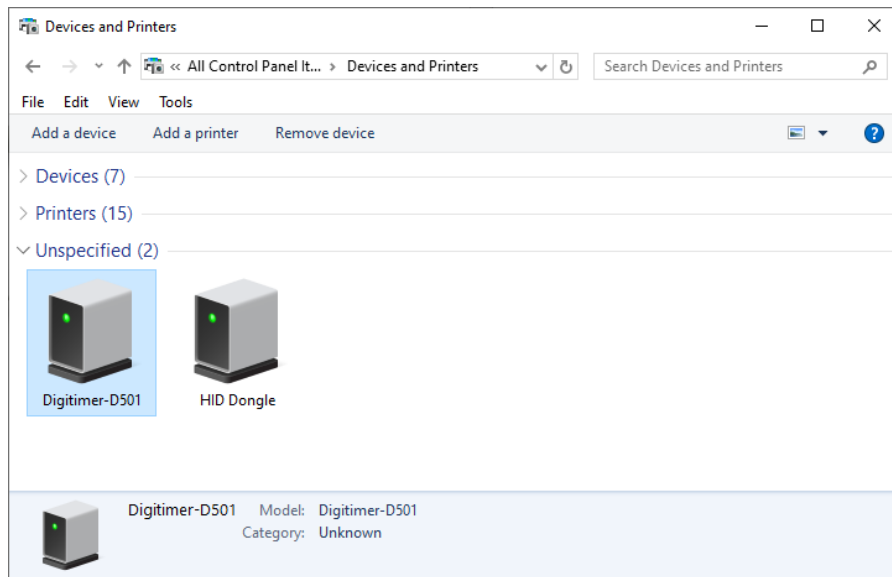 Devices and Printers
« All Control Panel It... › Devices and Printers
Search Devices and Printers
File Edit View Tools
Add a device Add a printer Remove device
?
Devices (7)
Printers (15)
Unspecified (2)
Digitimer-D501 HID Dongle
Digitimer-D501 Model: Digitimer-D501
Category: Unknown